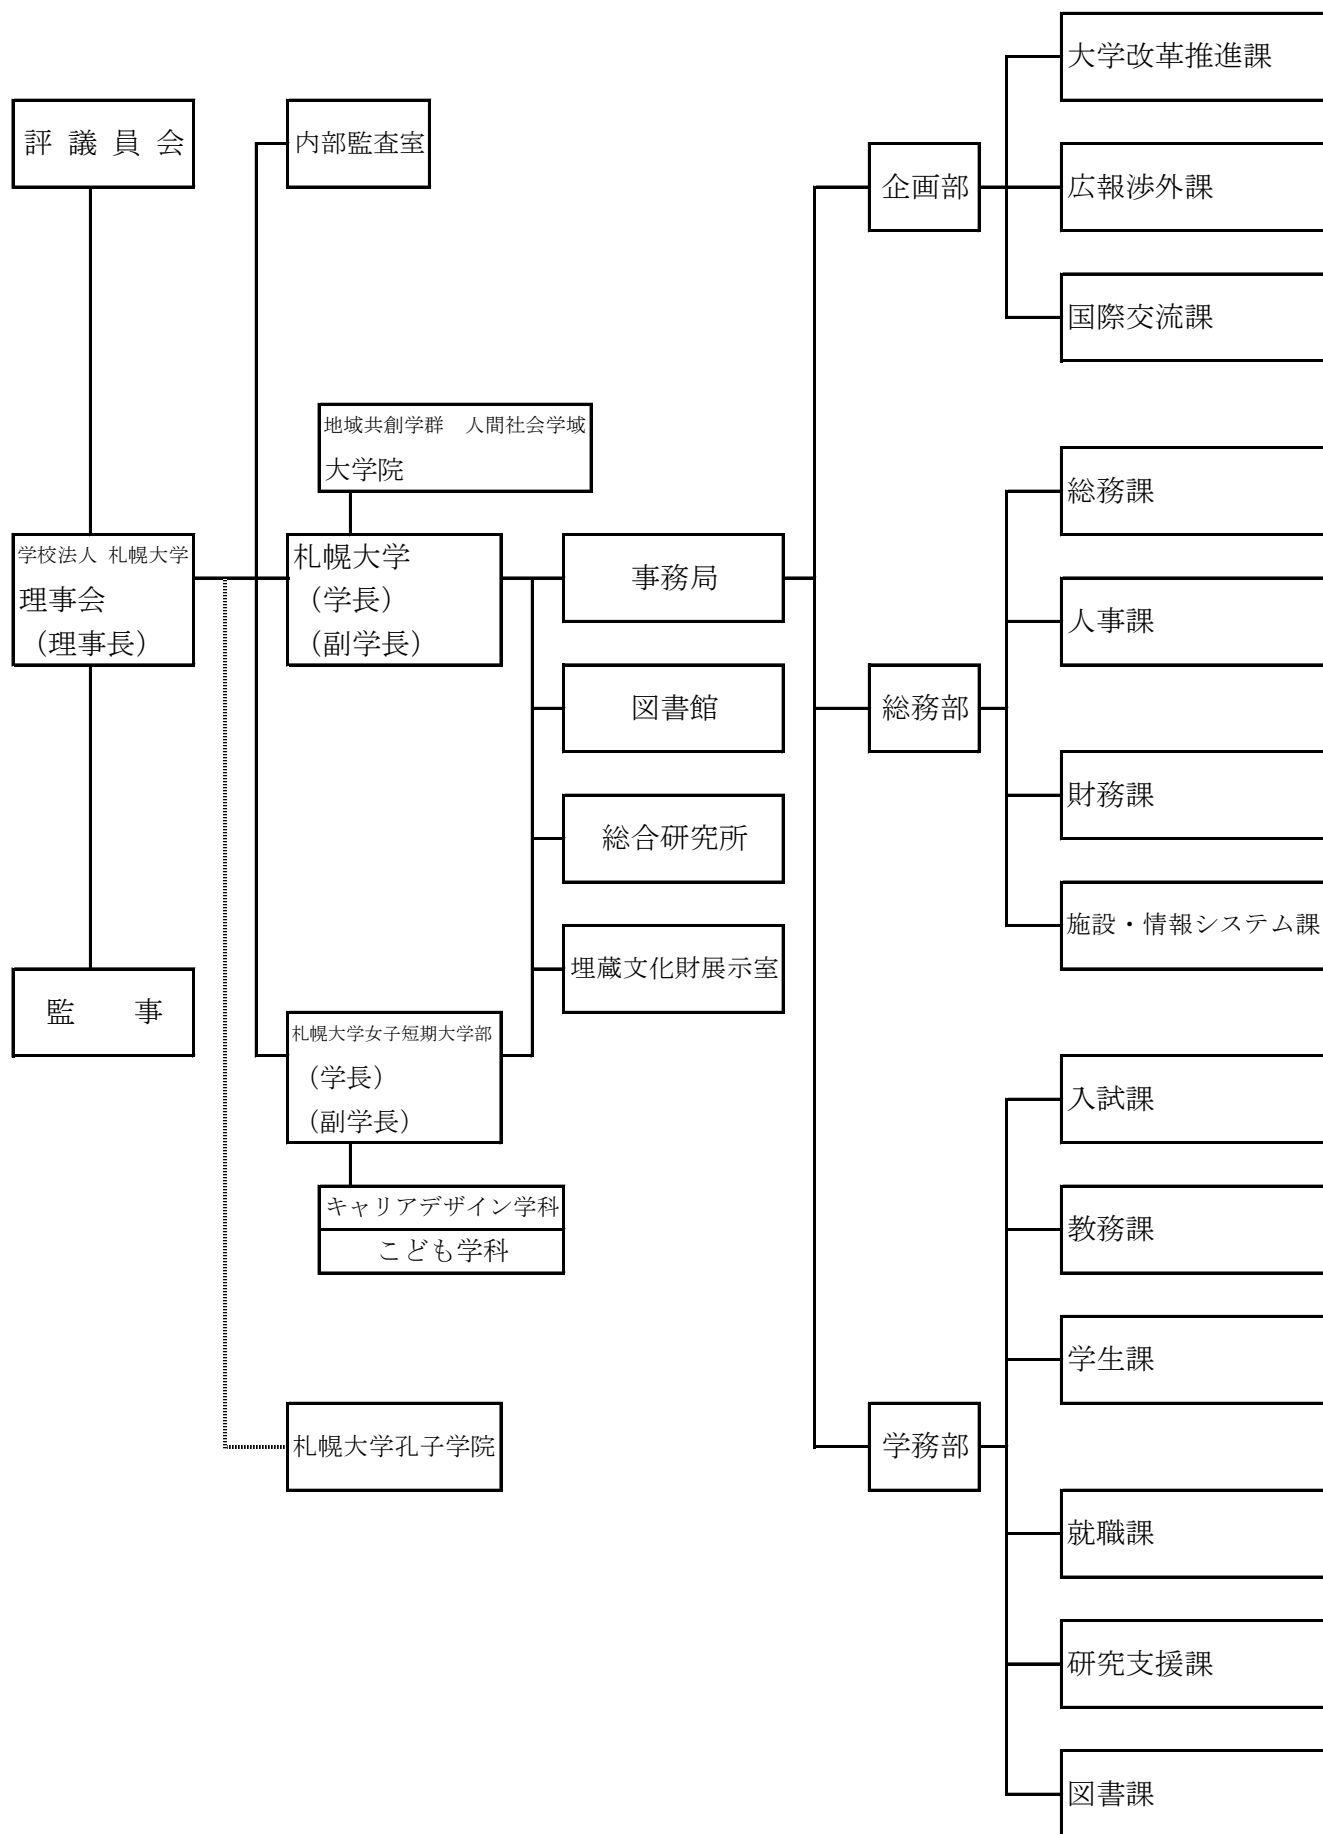 評 議 員 会
学校法人 札幌大学
理事会
（理事長）
監　　事
内部監査室
地域共創学群　人間社会学域
大学院
札幌大学
（学長）
（副学長）
札幌大学女子短期大学部
（学長）
（副学長）
キャリアデザイン学科
こども学科
札幌大学孔子学院
事務局
図書館
総合研究所
埋蔵文化財展示室
企画部
総務部
学務部
大学改革推進課
広報渉外課
国際交流課
総務課
人事課
財務課
施設・情報システム課
入試課
教務課
学生課
就職課
研究支援課
図書課